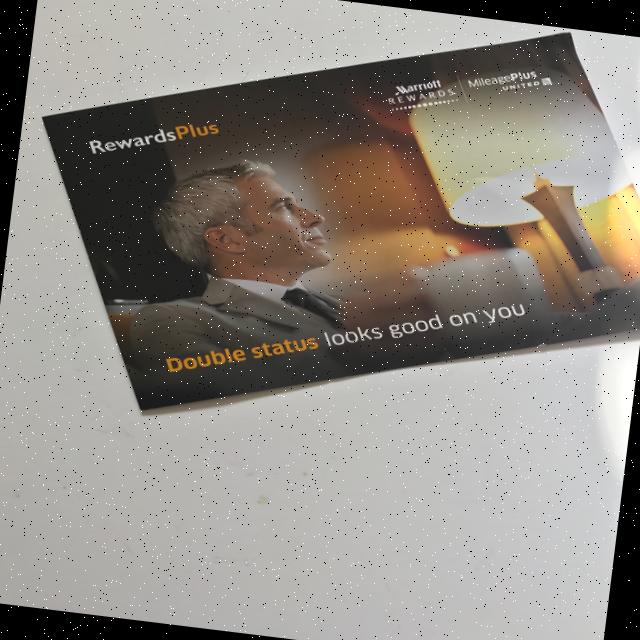 RewardsPlus
Marriott
REWARDS
MileagePlus
UNITED
Double status looks good on you